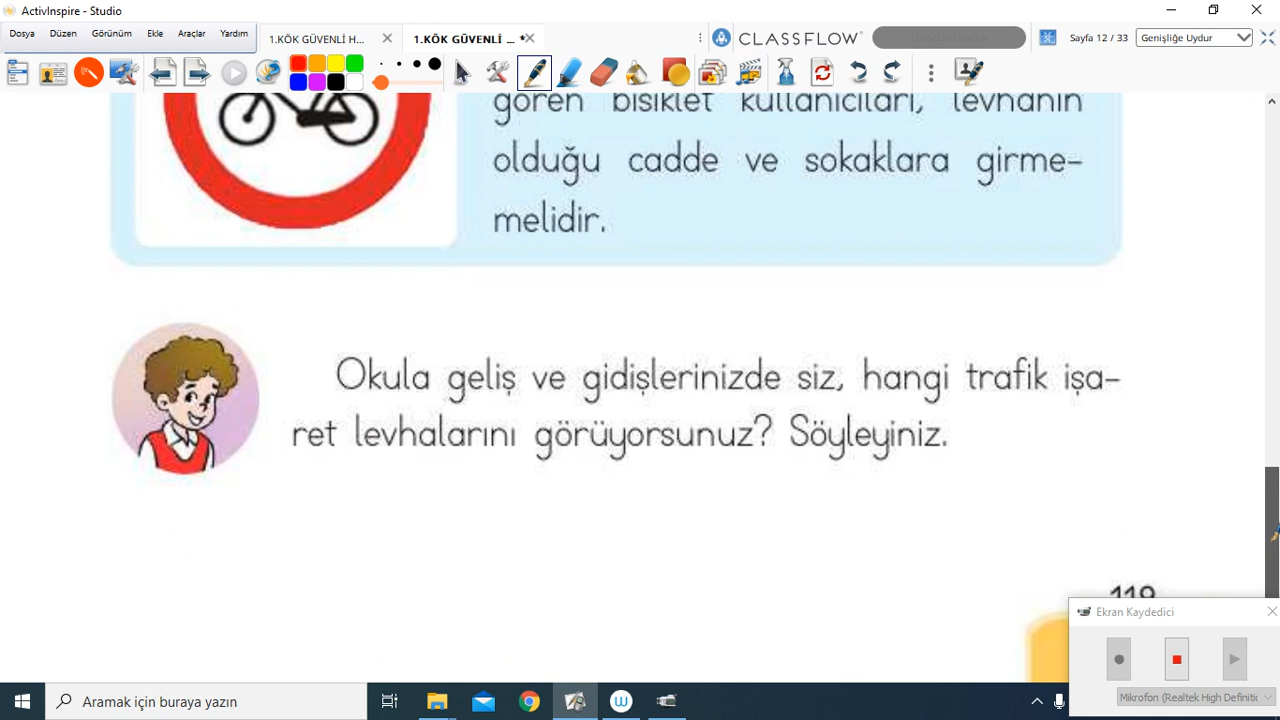 ActivInspire - Studio
Dosya Düzen Görünüm Ekle Araçlar Yardım
1.KÖK GÜVENLİ H...
1.KÖK GÜVENLİ ... *
CLASSFLOW
Sayfa 12 / 33
Genişliğe Uydur
gören bisiklet kullanıcıları, levhanın
olduğu cadde ve sokaklara girme-
melidir.
Okula geliş ve gidişlerinizde siz, hangi trafik işa-
ret levhalarını görüyorsunuz? Söyleyiniz.
119
Ekran Kaydedici
Mikrofon (Realtek High Definitic
Aramak için buraya yazın